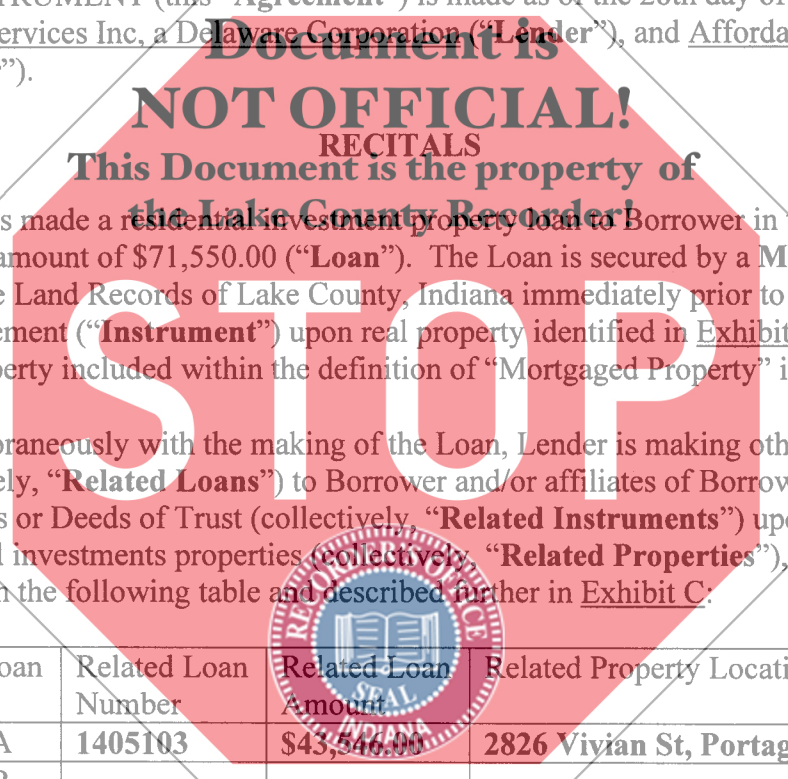 TRUMENT (this "Agreement") is made as of the 20th day of
ervices Inc, a Delaware Corporation ("Lender"), and Afforda
").
Document is
NOT OFFICIAL!
RECITALS
This Document is the property of
the Lake County Recorder!
s made a residential investment property loan to Borrower in
amount of $71,550.00 ("Loan"). The Loan is secured by a M
e Land Records of Lake County, Indiana immediately prior to
ement ("Instrument") upon real property identified in Exhibit
perty included within the definition of "Mortgaged Property" i
STOP
oraneously with the making of the Loan, Lender is making oth
ely, "Related Loans") to Borrower and/or affiliates of Borrow
s or Deeds of Trust (collectively, "Related Instruments") upo
l investments properties (collectively, "Related Properties"),
n the following table and described further in Exhibit C:
RECORDER'S OFFICE
SEAL
INDIANA
oan
Related Loan Number
Related Loan Amount
Related Property Locati
A
1405103
$43,546.00
2826 Vivian St, Portag